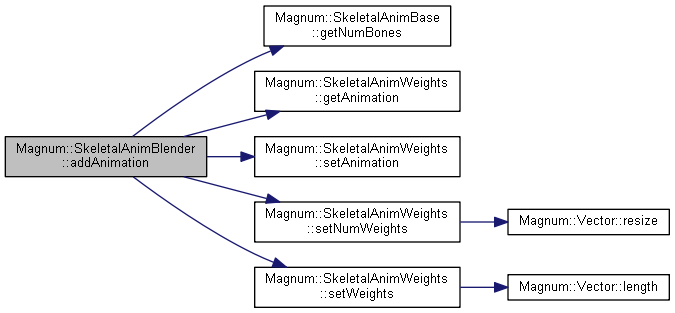 Magnum::SkeletalAnimBlender
::addAnimation
Magnum::SkeletalAnimBase
::getNumBones
Magnum::SkeletalAnimWeights
::getAnimation
Magnum::SkeletalAnimWeights
::setAnimation
Magnum::SkeletalAnimWeights
::setNumWeights
Magnum::Vector::resize
Magnum::SkeletalAnimWeights
::setWeights
Magnum::Vector::length